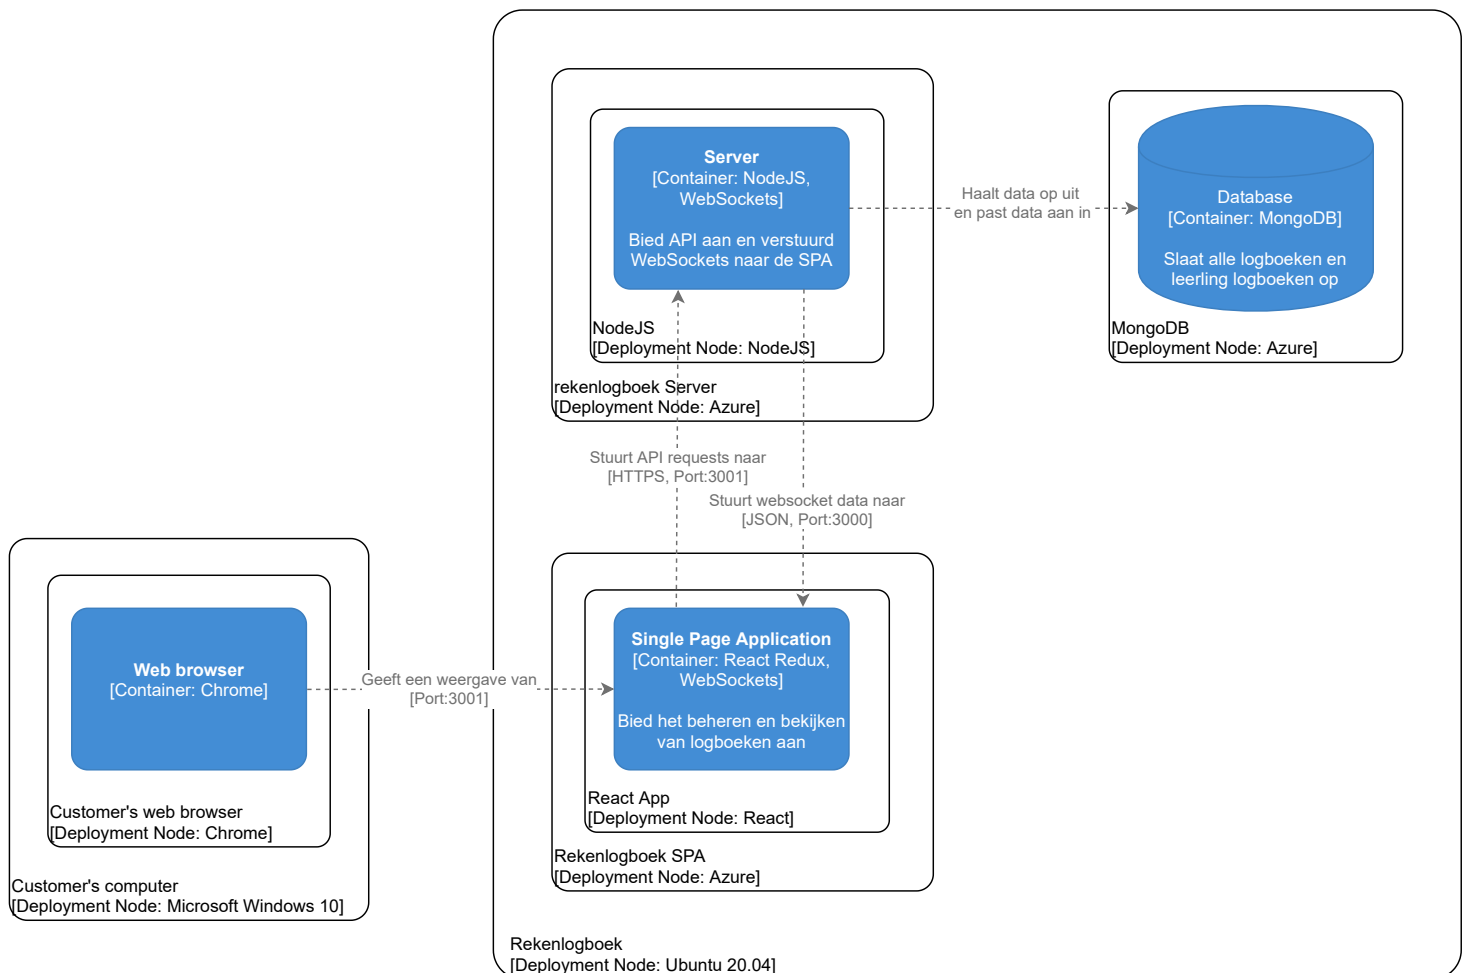 Server
[Container: NodeJS,
WebSockets]
Bied API aan en verstuurd
WebSockets naar de SPA
NodeJS
[Deployment Node: NodeJS]
rekenlogboek Server
[Deployment Node: Azure]
Haalt data op uit
en past data aan in
Database
[Container: MongoDB]
Slaat alle logboeken en
leerling logboeken op
MongoDB
[Deployment Node: Azure]
Stuurt API requests naar
[HTTPS, Port:3001]
Stuurt websocket data naar
[JSON, Port:3000]
Web browser
[Container: Chrome]
Customer's web browser
[Deployment Node: Chrome]
Customer's computer
[Deployment Node: Microsoft Windows 10]
Geeft een weergave van
[Port:3001]
Single Page Application
[Container: React Redux,
WebSockets]
Bied het beheren en bekijken
van logboeken aan
React App
[Deployment Node: React]
Rekenlogboek SPA
[Deployment Node: Azure]
Rekenlogboek
[Deployment Node: Ubuntu 20.04]